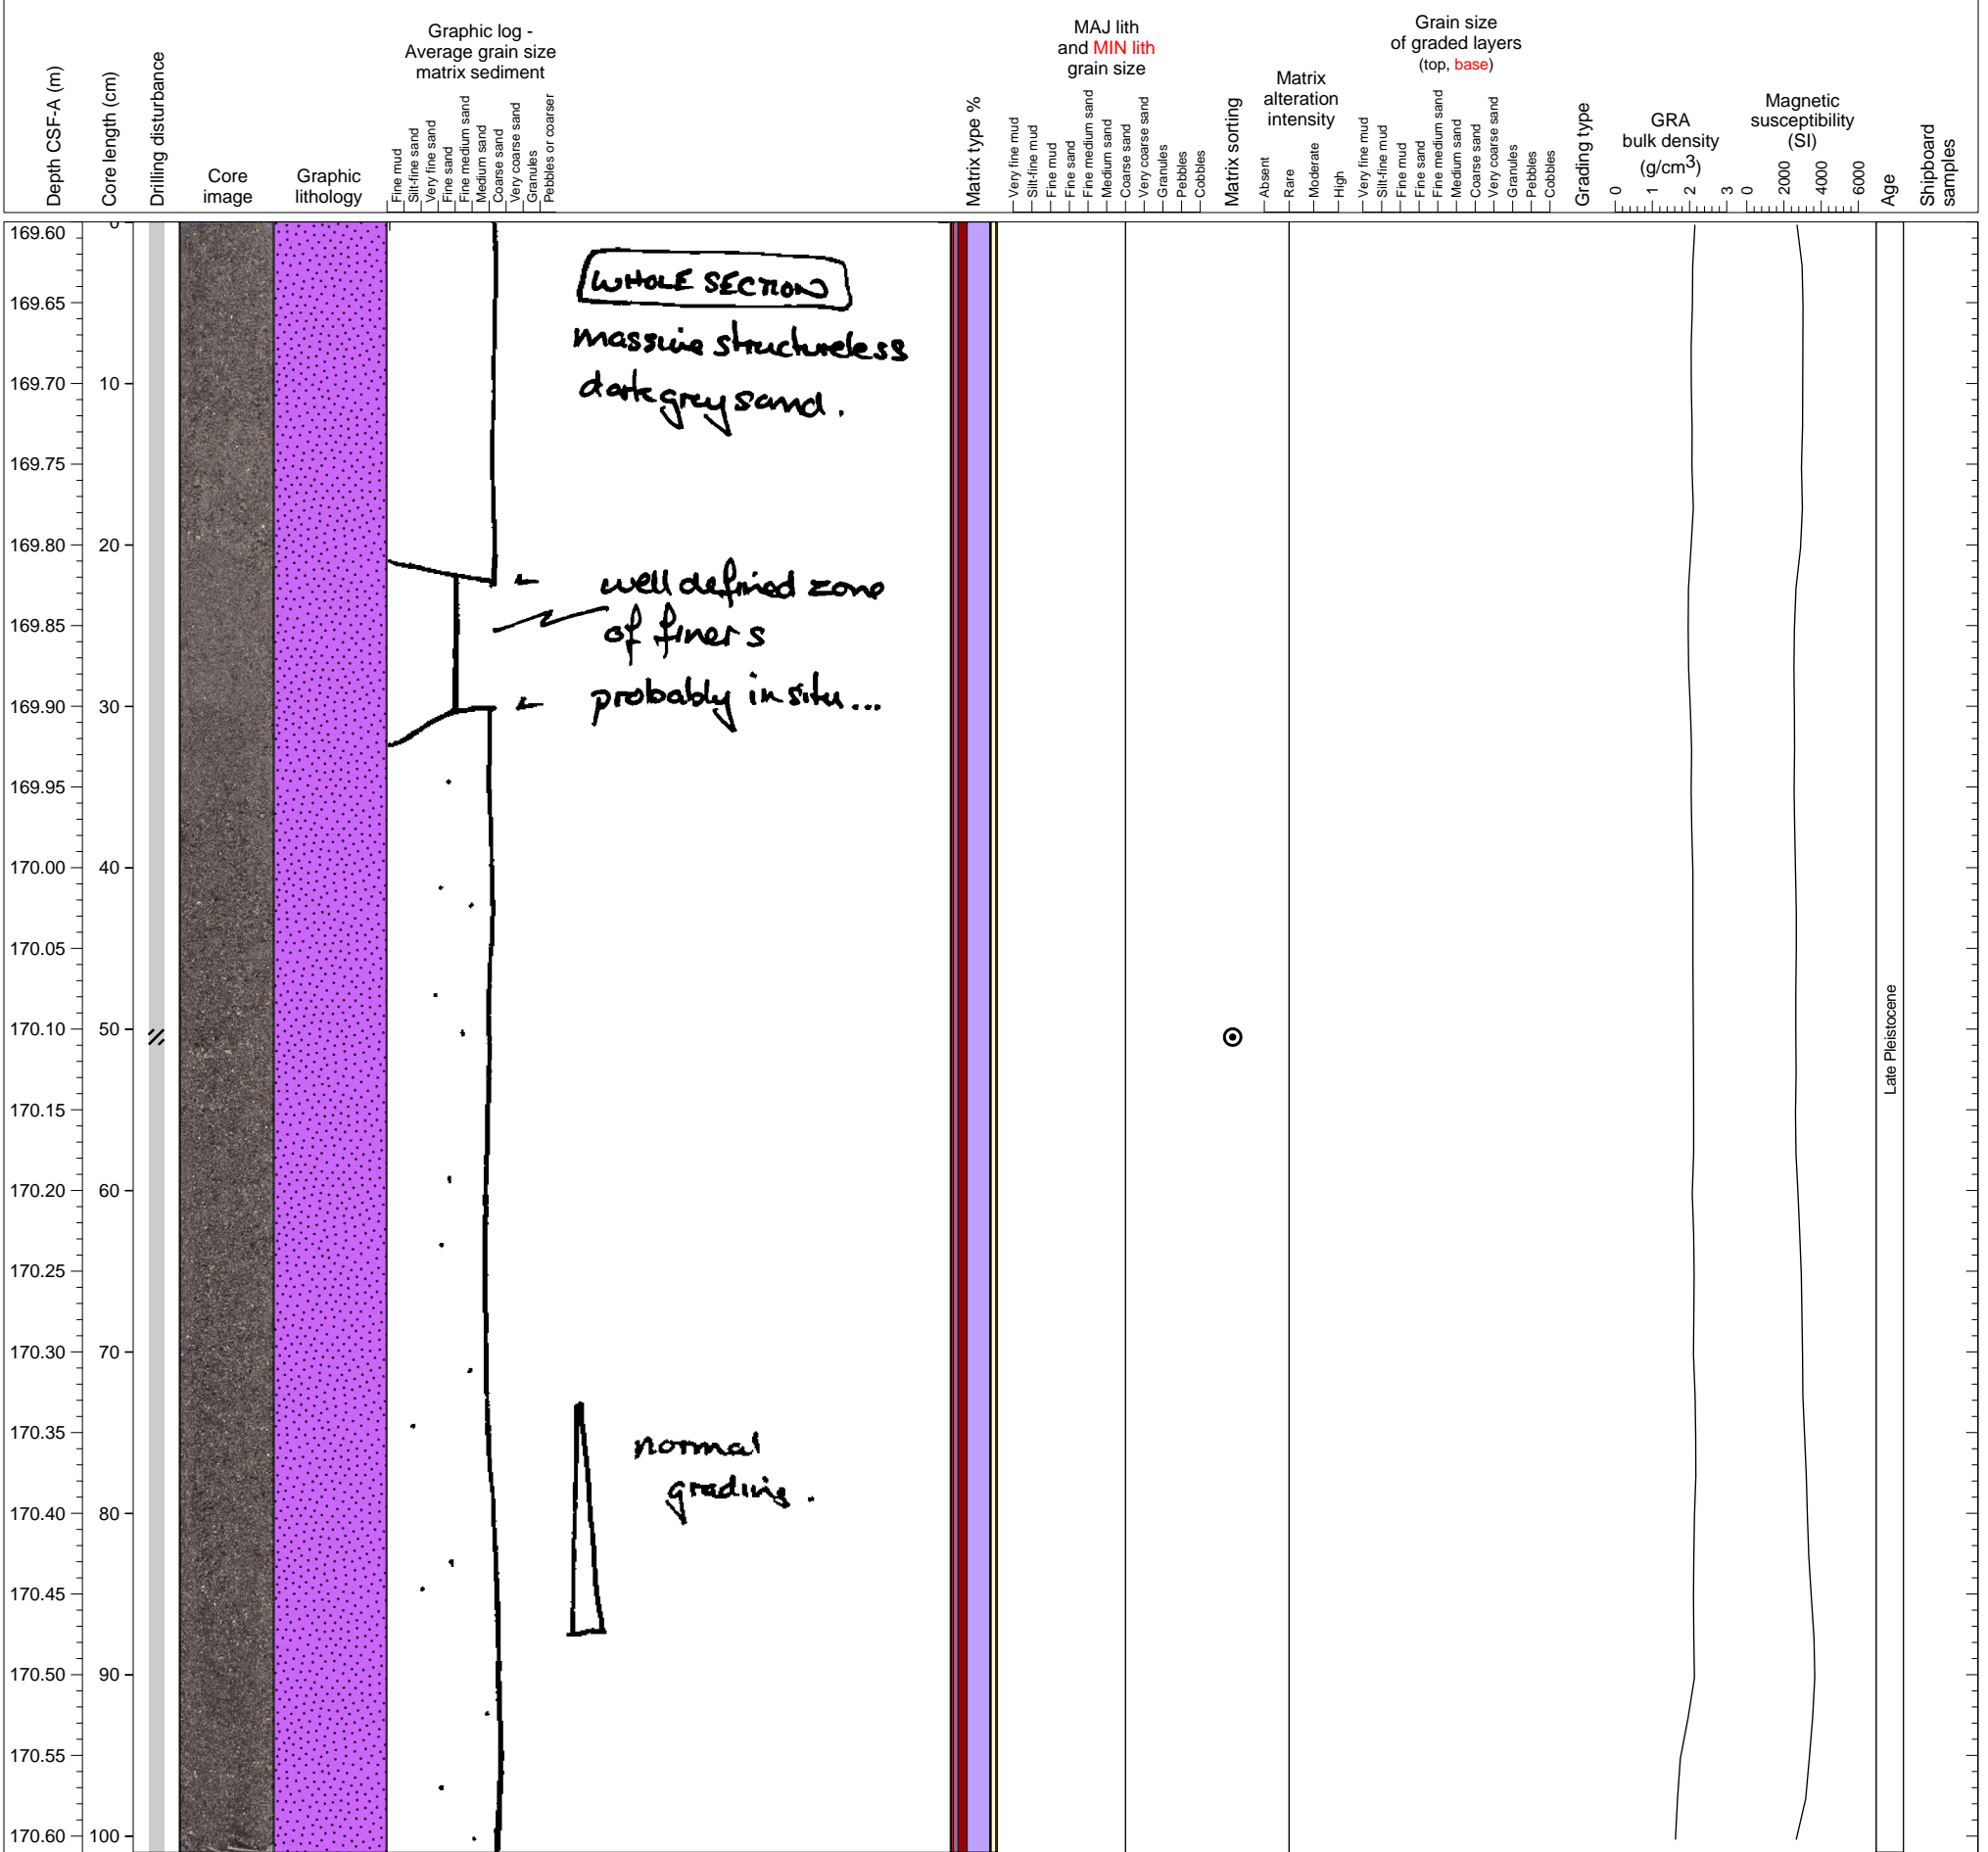 Depth CSF-A (m)
Core length (cm)
Drilling disturbance
Core
image
Graphic
lithology
Graphic log -
Average grain size
matrix sediment
Fine mud
Silt-fine sand
Very fine sand
Fine sand
Fine medium sand
Medium sand
Coarse sand
Very coarse sand
Granules
Pebbles or coarser
Matrix type %
MAJ lith
and MIN lith
grain size
Very fine mud
Silt-fine mud
Fine mud
Fine sand
Fine medium sand
Medium sand
Coarse sand
Very coarse sand
Granules
Pebbles
Cobbles
Matrix sorting
Matrix
alteration
intensity
Absent
Rare
Moderate
High
Grain size
of graded layers
(top, base)
Very fine mud
Silt-fine mud
Fine mud
Fine sand
Fine medium sand
Medium sand
Coarse sand
Very coarse sand
Granules
Pebbles
Cobbles
Grading type
GRA
bulk density
(g/cm3)
0 1 2 3
Magnetic
susceptibility
(SI)
0 2000 4000 6000
Age
Shipboard
samples
169.60 0
169.65
169.70 10
169.75
169.80 20
169.85
169.90 30
169.95
170.00 40
170.05
170.10 50
170.15
170.20 60
170.25
170.30 70
170.35
170.40 80
170.45
170.50 90
170.55
170.60 100
WHOLE SECTION
massive structureless
dark grey sand.
well defined zone
of finers
probably in situ...
normal
grading.
Late Pleistocene